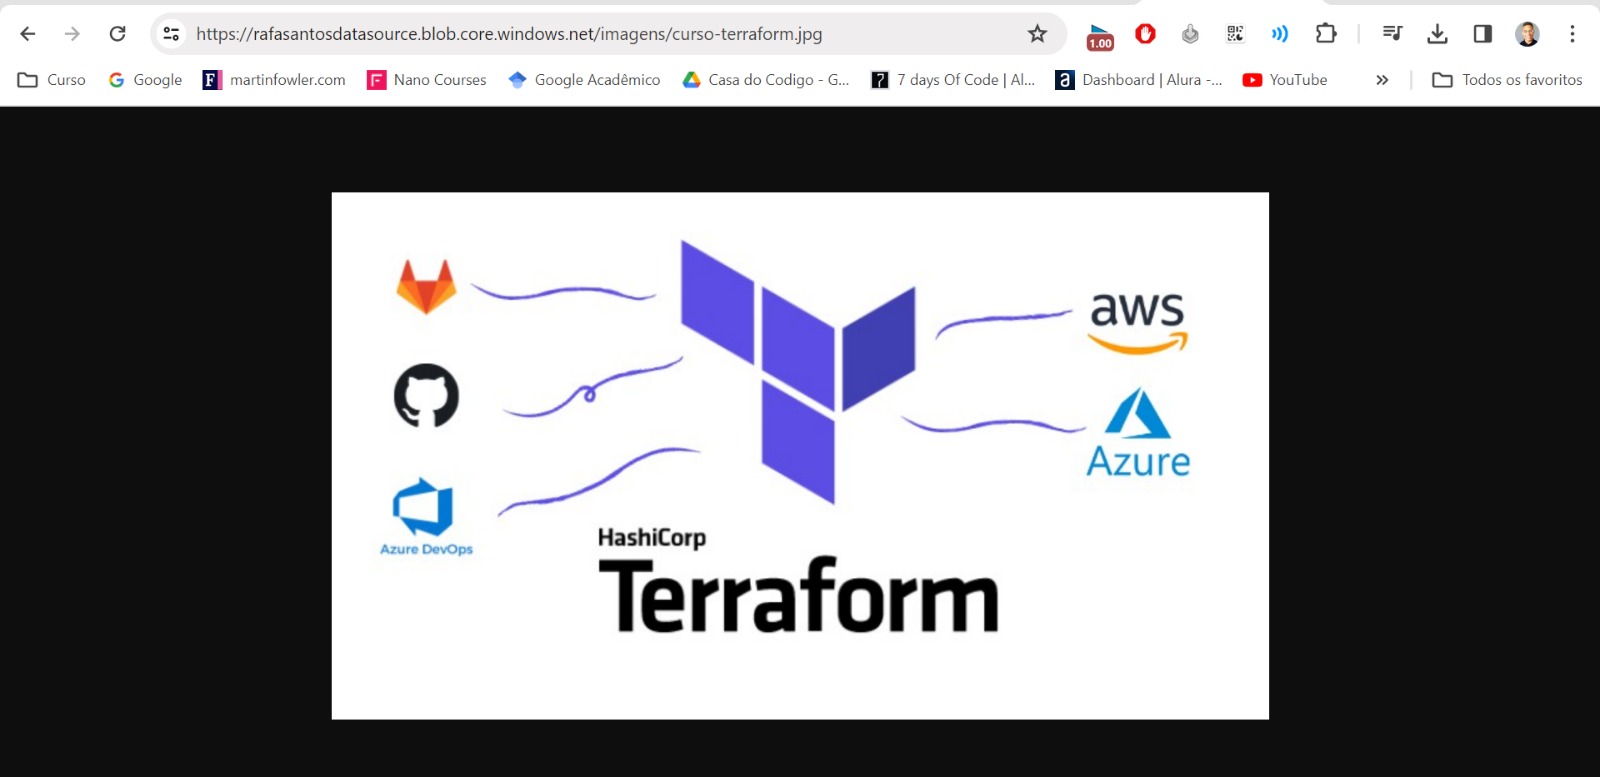 https://rafasantosdatasource.blob.core.windows.net/imagens/curso-terraform.jpg
1.00
Curso
Google
martinfowler.com
Nano Courses
Google Acadêmico
Casa do Codigo - G...
7 days Of Code | Al...
Dashboard | Alura -...
YouTube
»
Todos os favoritos
aws
Azure
Azure DevOps
HashiCorp
Terraform